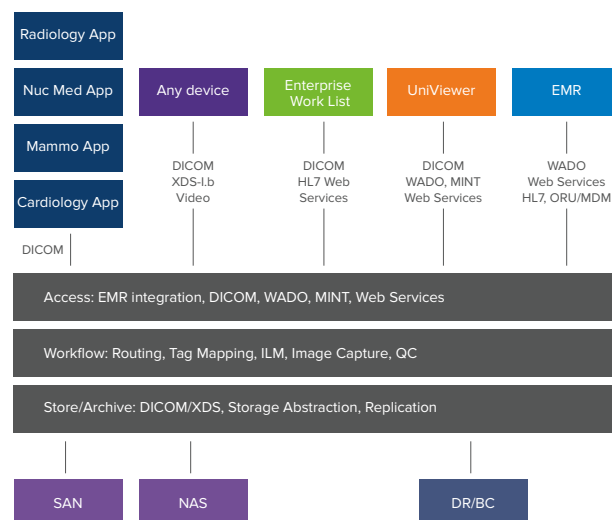 Radiology App
Nuc Med App
Any device
Enterprise
Work List
UniViewer
EMR
Mammo App
Cardiology App
DICOM
XDS-I.b
Video
DICOM
HL7 Web
Services
DICOM
WADO, MINT
Web Services
WADO
Web Services
HL7, ORU/MDM
DICOM
Access: EMR integration, DICOM, WADO, MINT, Web Services
Workflow: Routing, Tag Mapping, ILM, Image Capture, QC
Store/Archive: DICOM/XDS, Storage Abstraction, Replication
SAN
NAS
DR/BC